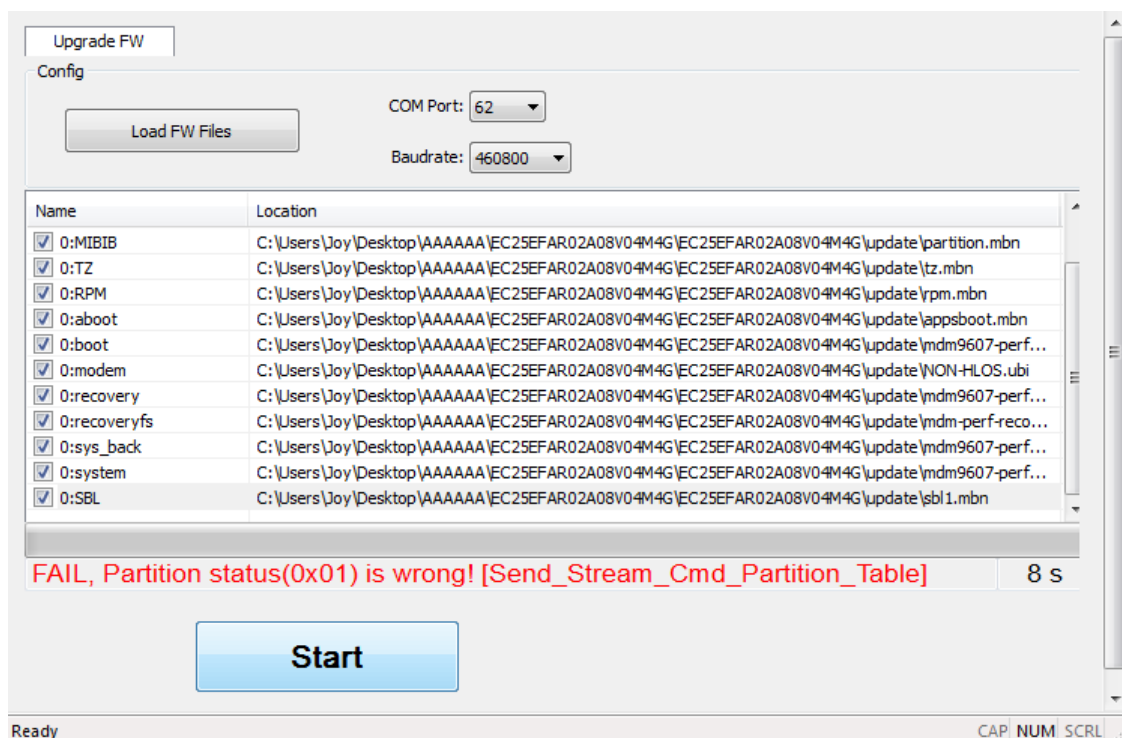 Upgrade FW
Config
Load FW Files
COM Port: 62
Baudrate: 460800
Name Location
0:MIBIB C:\Users\Joy\Desktop\AAAAAA\EC25EFAR02A08V04M4G\EC25EFAR02A08V04M4G\update\partition.mbn
0:TZ C:\Users\Joy\Desktop\AAAAAA\EC25EFAR02A08V04M4G\EC25EFAR02A08V04M4G\update\tz.mbn
0:RPM C:\Users\Joy\Desktop\AAAAAA\EC25EFAR02A08V04M4G\EC25EFAR02A08V04M4G\update\rpm.mbn
0:aboot C:\Users\Joy\Desktop\AAAAAA\EC25EFAR02A08V04M4G\EC25EFAR02A08V04M4G\update\appsboot.mbn
0:boot C:\Users\Joy\Desktop\AAAAAA\EC25EFAR02A08V04M4G\EC25EFAR02A08V04M4G\update\mdm9607-perf...
0:modem C:\Users\Joy\Desktop\AAAAAA\EC25EFAR02A08V04M4G\EC25EFAR02A08V04M4G\update\NON-HLOS.ubi
0:recovery C:\Users\Joy\Desktop\AAAAAA\EC25EFAR02A08V04M4G\EC25EFAR02A08V04M4G\update\mdm9607-perf...
0:recoveryfs C:\Users\Joy\Desktop\AAAAAA\EC25EFAR02A08V04M4G\EC25EFAR02A08V04M4G\update\mdm-perf-reco...
0:sys_back C:\Users\Joy\Desktop\AAAAAA\EC25EFAR02A08V04M4G\EC25EFAR02A08V04M4G\update\mdm9607-perf...
0:system C:\Users\Joy\Desktop\AAAAAA\EC25EFAR02A08V04M4G\EC25EFAR02A08V04M4G\update\mdm9607-perf...
0:SBL C:\Users\Joy\Desktop\AAAAAA\EC25EFAR02A08V04M4G\EC25EFAR02A08V04M4G\update\sbl1.mbn
FAIL, Partition status(0x01) is wrong! [Send_Stream_Cmd_Partition_Table] 8 s
Start
Ready CAP NUM SCRL